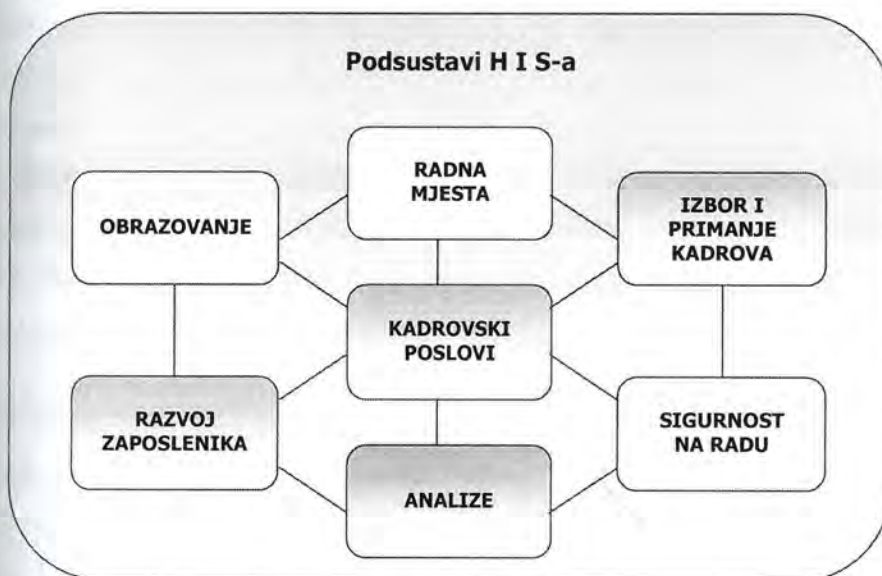 Podsustavi H I S-a
RADNA
MJESTA
OBRAZOVANJE
IZBOR I
PRIMANJE
KADROVA
KADROVSKI
POSLOVI
RAZVOJ
ZAPOSLENIKA
SIGURNOST
NA RADU
ANALIZE